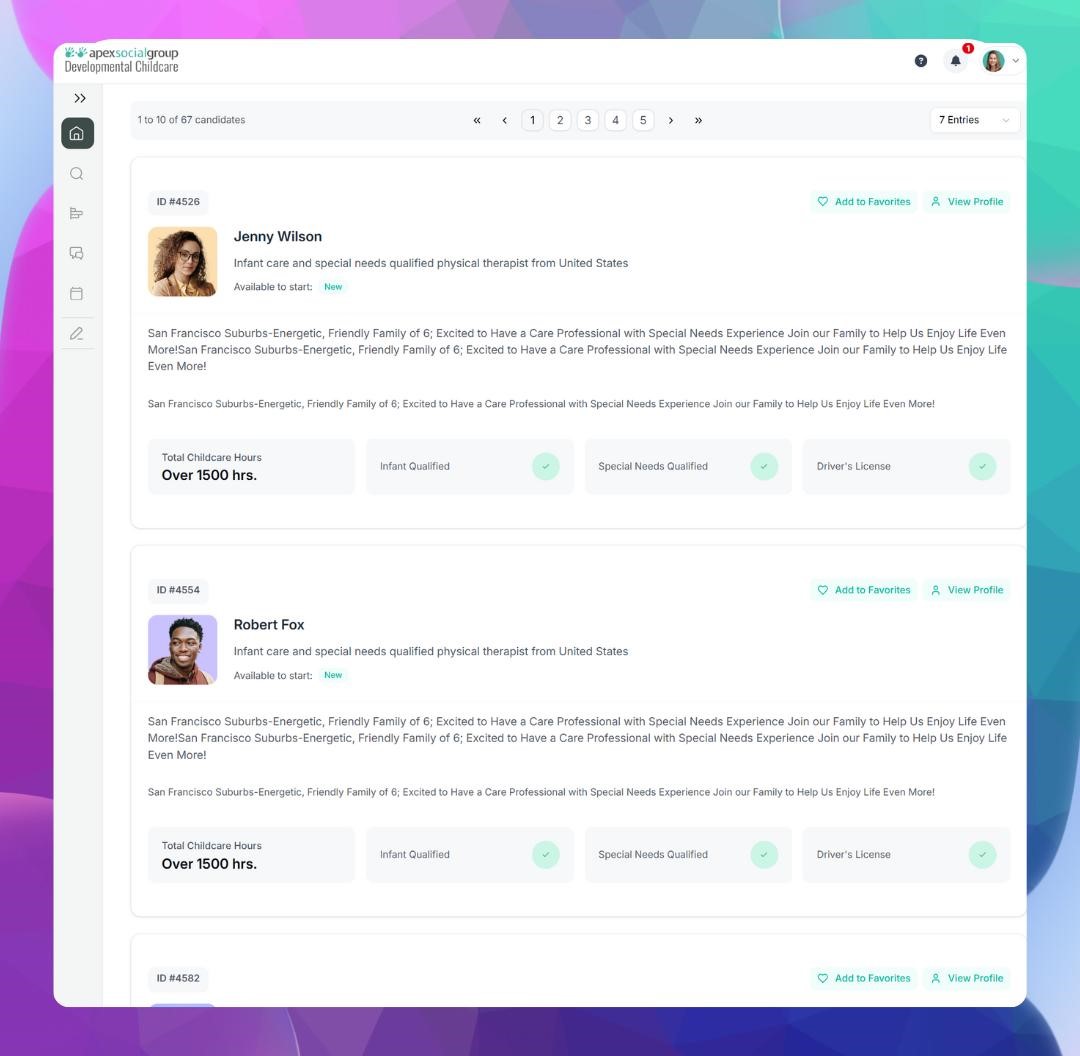 apexsocialgroup
Developmental Childcare
1
1 to 10 of 67 candidates
« ‹ 1 2 3 4 5 › »
7 Entries
ID #4526
Add to Favorites
View Profile
Jenny Wilson
Infant care and special needs qualified physical therapist from United States
Available to start: New
San Francisco Suburbs-Energetic, Friendly Family of 6; Excited to Have a Care Professional with Special Needs Experience Join our Family to Help Us Enjoy Life Even
More!San Francisco Suburbs-Energetic, Friendly Family of 6; Excited to Have a Care Professional with Special Needs Experience Join our Family to Help Us Enjoy Life
Even More!
San Francisco Suburbs-Energetic, Friendly Family of 6; Excited to Have a Care Professional with Special Needs Experience Join our Family to Help Us Enjoy Life Even More!
Total Childcare Hours
Over 1500 hrs.
Infant Qualified
Special Needs Qualified
Driver's License
ID #4554
Add to Favorites
View Profile
Robert Fox
Infant care and special needs qualified physical therapist from United States
Available to start: New
San Francisco Suburbs-Energetic, Friendly Family of 6; Excited to Have a Care Professional with Special Needs Experience Join our Family to Help Us Enjoy Life Even
More!San Francisco Suburbs-Energetic, Friendly Family of 6; Excited to Have a Care Professional with Special Needs Experience Join our Family to Help Us Enjoy Life
Even More!
San Francisco Suburbs-Energetic, Friendly Family of 6; Excited to Have a Care Professional with Special Needs Experience Join our Family to Help Us Enjoy Life Even More!
Total Childcare Hours
Over 1500 hrs.
Infant Qualified
Special Needs Qualified
Driver's License
ID #4582
Add to Favorites
View Profile